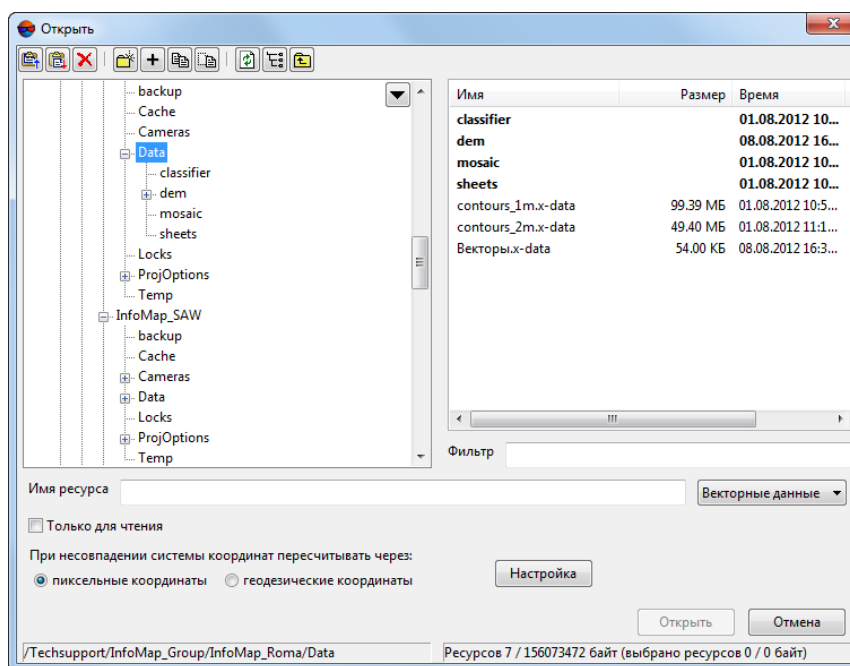 Открыть
backup
Cache
Cameras
Data
classifier
dem
mosaic
sheets
Locks
ProjOptions
Temp
InfoMap_SAW
backup
Cache
Cameras
Data
Locks
ProjOptions
Temp
Имя Размер Время
classifier 01.08.2012 10...
dem 08.08.2012 16...
mosaic 01.08.2012 10...
sheets 01.08.2012 10...
contours_1m.x-data 99.39 МБ 01.08.2012 10:5...
contours_2m.x-data 49.40 МБ 01.08.2012 11:1...
Векторы.x-data 54.00 КБ 08.08.2012 16:3...
Фильтр
Имя ресурса Векторные данные
Только для чтения
При несовпадении системы координат пересчитывать через:
пиксельные координаты геодезические координаты Настройка
Открыть Отмена
/Techsupport/InfoMap_Group/InfoMap_Roma/Data Ресурсов 7 / 156073472 байт (выбрано ресурсов 0 / 0 байт)